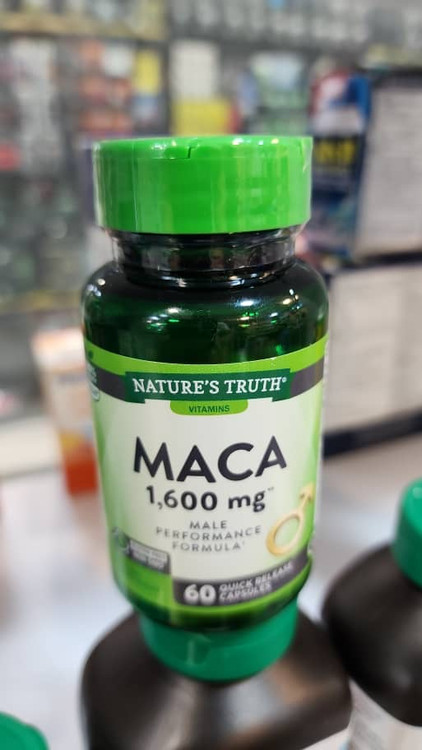 NATURE'S TRUTH®
VITAMINS
MACA
1,600 mg**
MALE
PERFORMANCE
FORMULA*
60 QUICK RELEASE
CAPSULES